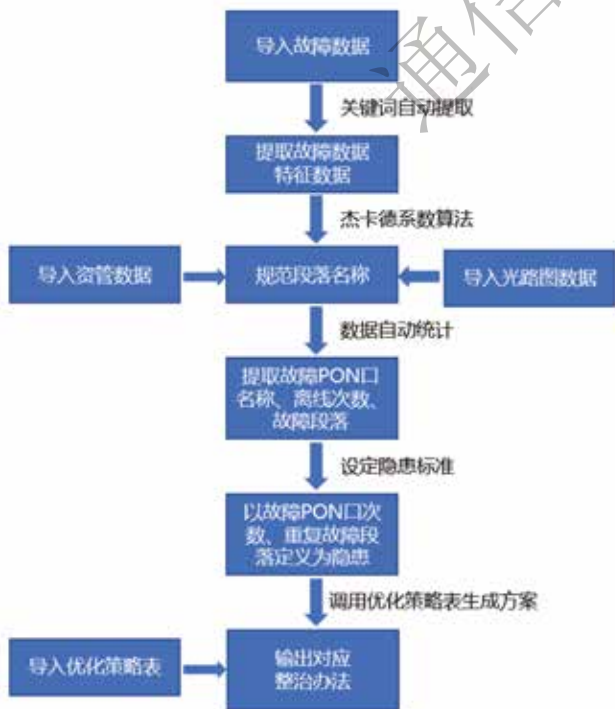 通信
导入故障数据
关键词自动提取
提取故障数据
特征数据
杰卡德系数算法
导入资管数据
规范段落名称
导入光路图数据
数据自动统计
提取故障PON口
名称、离线次数、
故障段落
设定隐患标准
以故障PON口次
数、重复故障段
落定义为隐患
调用优化策略表生成方案
导入优化策略表
输出对应
整治办法